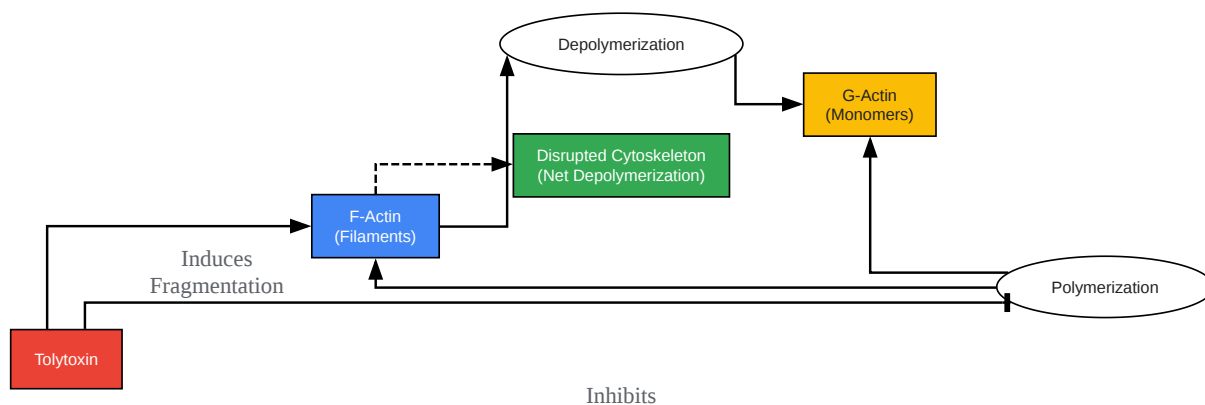 Depolymerization
G-Actin
(Monomers)
Disrupted Cytoskeleton
(Net Depolymerization)
F-Actin
(Filaments)
Induces
Fragmentation
Polymerization
Tolytoxin
Inhibits